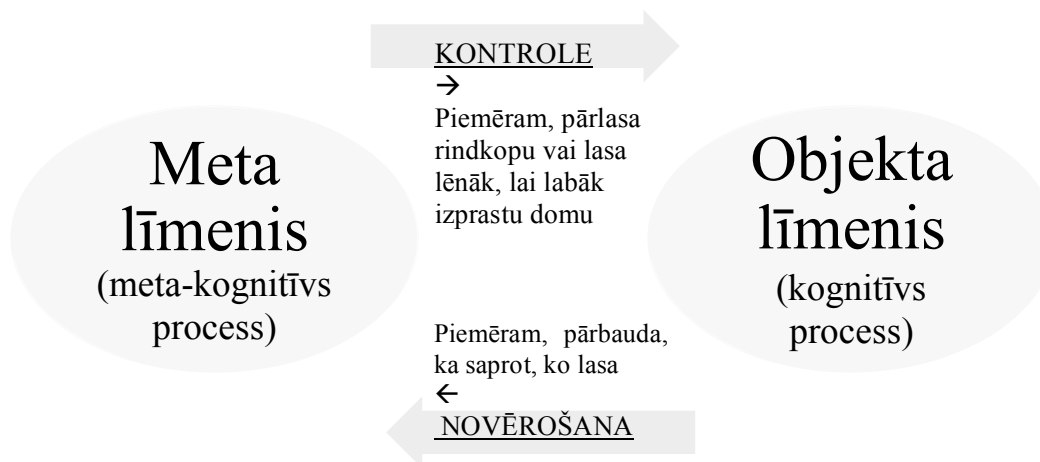 Meta
līmenis
(meta-kognitīvs
process)
KONTROLE
→
Piemēram, pārlasa
rindkopu vai lasa
lēnāk, lai labāk
izprastu domu
Piemēram, pārbauda,
ka saprot, ko lasa
←
NOVĒROŠANA
Objekta
līmenis
(kognitīvs
process)